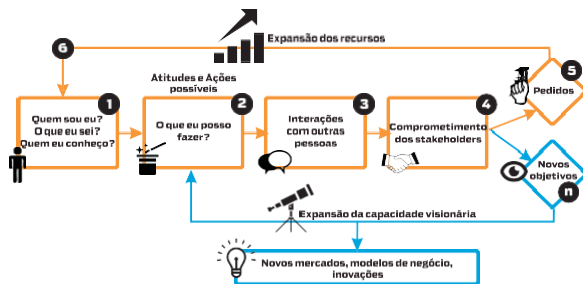 Expansão dos recursos
6
5
Pedidos
Atitudes e Ações
possíveis
1
Quem sou eu?
O que eu sei?
Quem eu conheço?
2
O que eu posso
fazer?
3
Interações
com outras
pessoas
4
Comprometimento
dos stakeholders
Novos
objetivos
n
Expansão da capacidade visionária
Novos mercados, modelos de negócio,
inovações